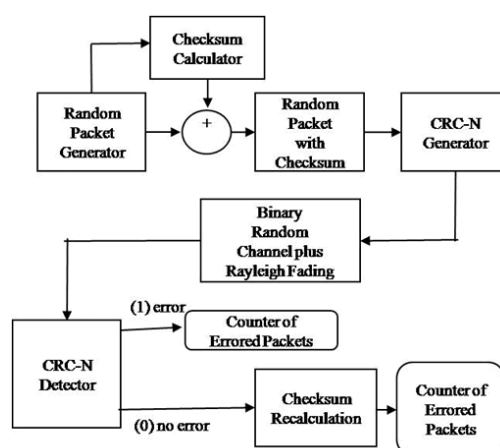 Checksum
Calculator
Random
Packet
Generator
+
Random
Packet
with
Checksum
CRC-N
Generator
Binary
Random
Channel plus
Rayleigh Fading
CRC-N
Detector
(1) error
Counter of
Errored Packets
(0) no error
Checksum
Recalculation
Counter of
Errored
Packets